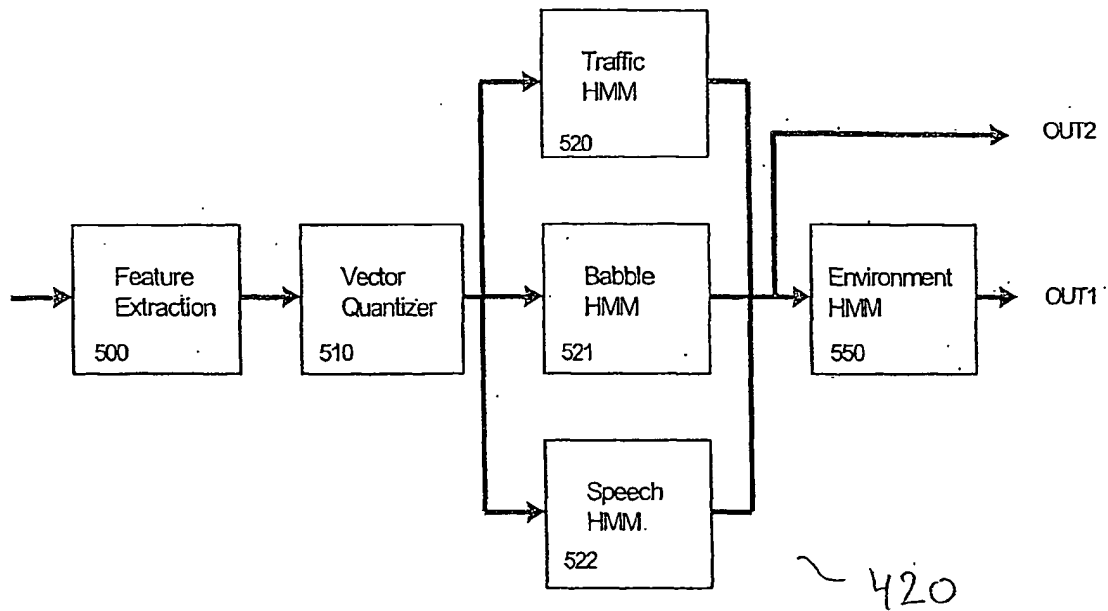 Traffic
HMM
520
OUT2
Feature
Extraction
500
Vector
Quantizer
510
Babble
HMM
521
Environment
HMM
550
OUT1
Speech
HMM.
522
420